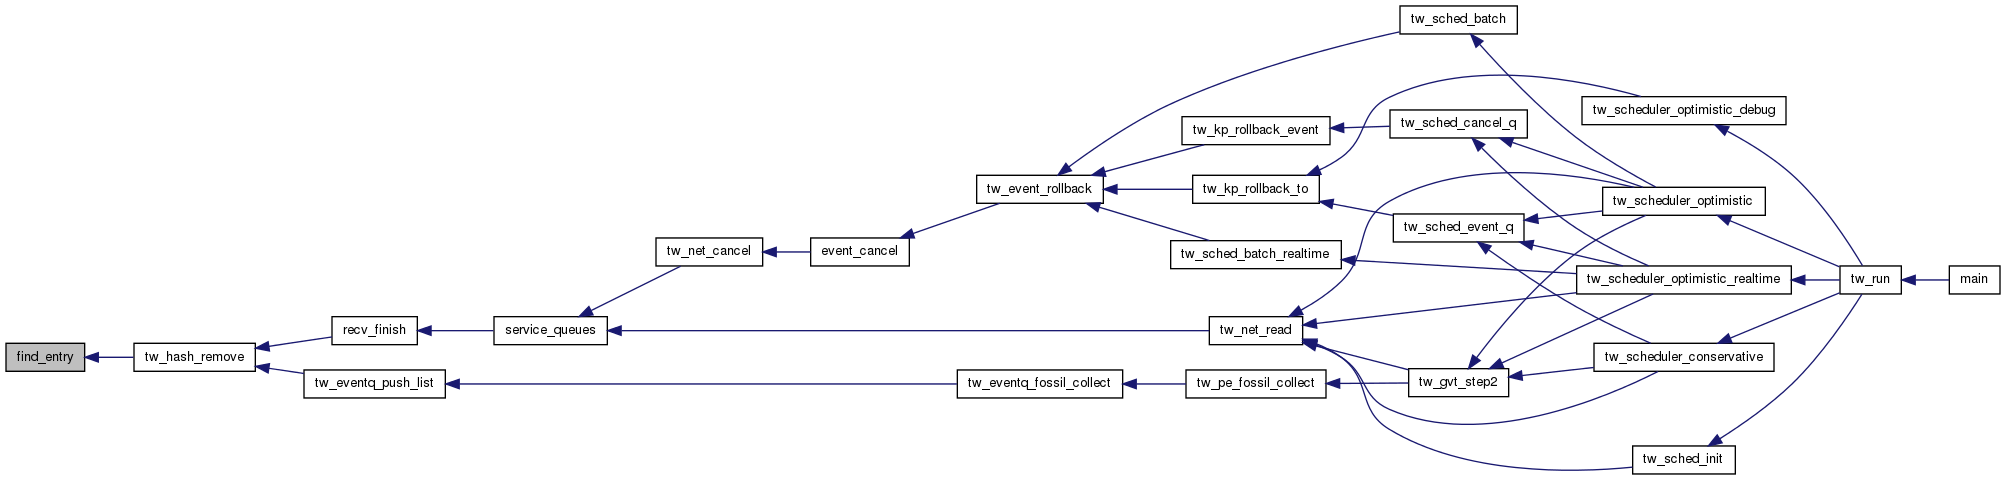 find_entry
tw_hash_remove
recv_finish
tw_eventq_push_list
service_queues
tw_net_cancel
event_cancel
tw_eventq_fossil_collect
tw_event_rollback
tw_kp_rollback_event
tw_kp_rollback_to
tw_sched_batch_realtime
tw_net_read
tw_pe_fossil_collect
tw_sched_batch
tw_sched_cancel_q
tw_sched_event_q
tw_gvt_step2
tw_scheduler_optimistic_debug
tw_scheduler_optimistic
tw_scheduler_optimistic_realtime
tw_scheduler_conservative
tw_sched_init
tw_run
main